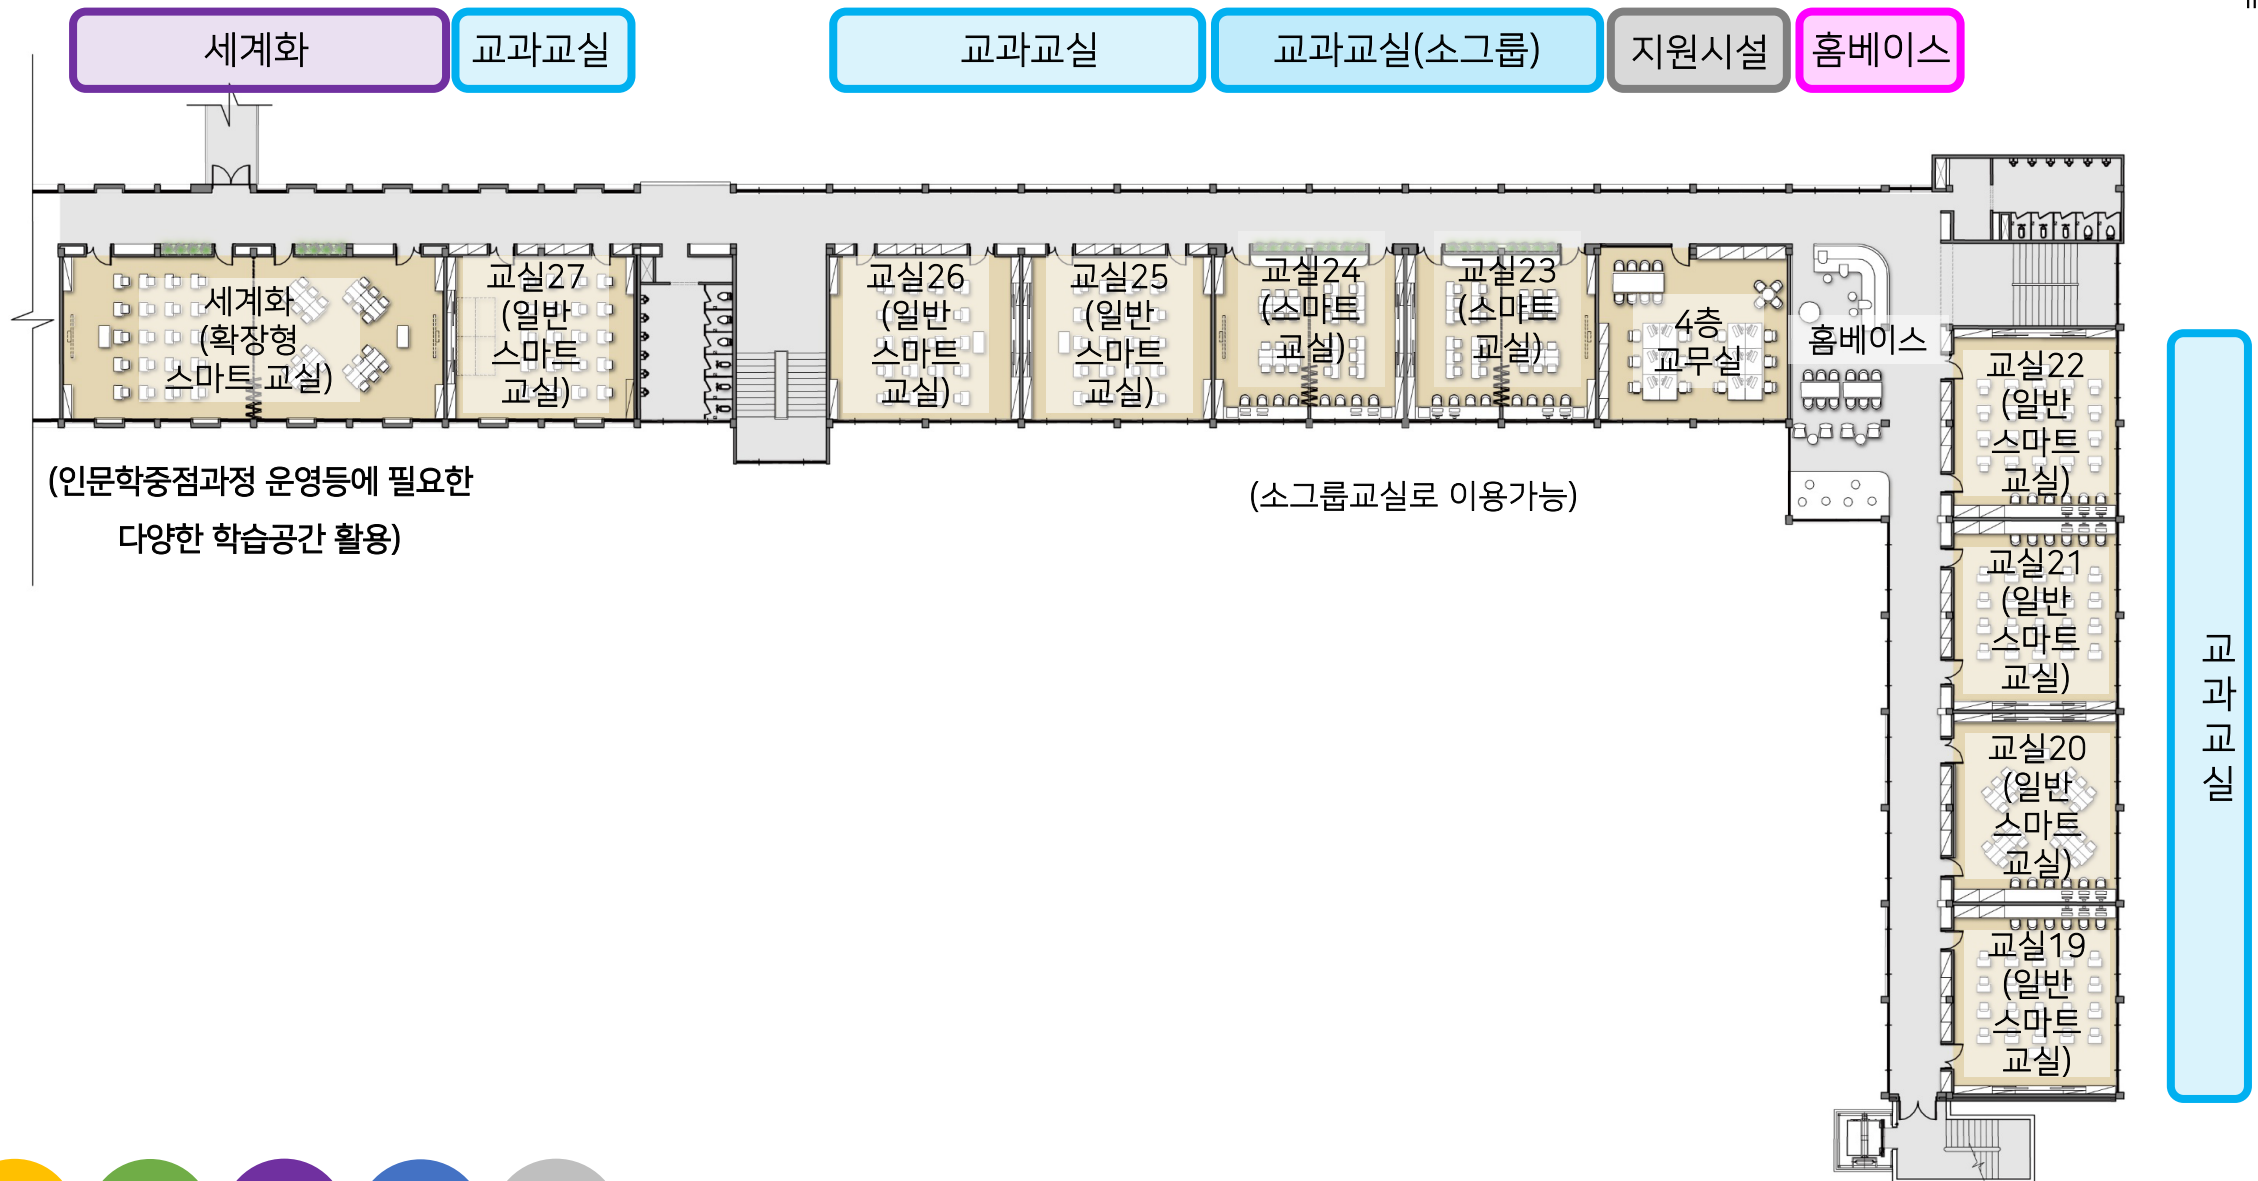 세계화
교과교실
교과교실
교과교실(소그룹)
지원시설
홈베이스
세계화
(확장형
스마트 교실)
교실27
(일반
스마트
교실)
교실26
(일반
스마트
교실)
교실25
(일반
스마트
교실)
교실24
(스마트
교실)
교실23
(스마트
교실)
4층
교무실
홈베이스
교실22
(일반
스마트
교실)
(인문학중점과정 운영등에 필요한
다양한 학습공간 활용)
(소그룹교실로 이용가능)
교실21
(일반
스마트
교실)
교실20
(일반
스마트
교실)
교실19
(일반
스마트
교실)
교과교실